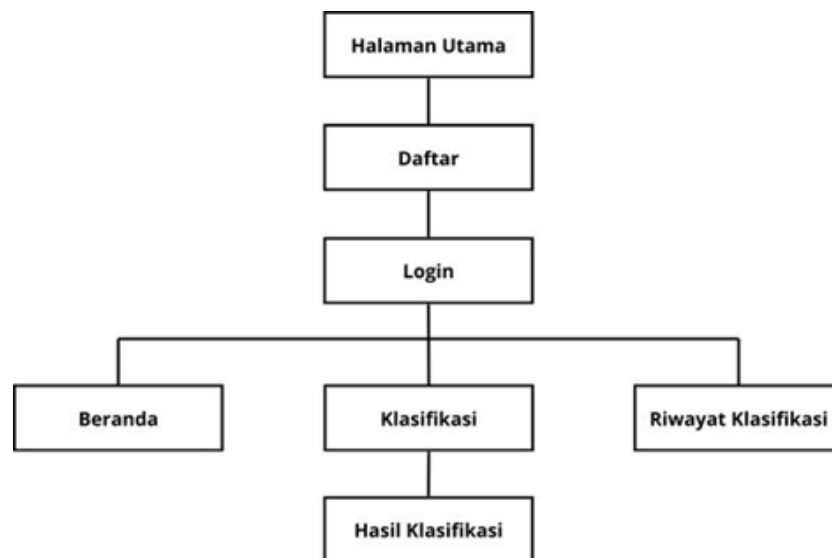 Halaman Utama
Daftar
Login
Beranda
Klasifikasi
Riwayat Klasifikasi
Hasil Klasifikasi